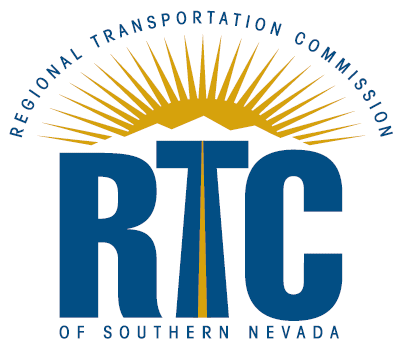 REGIONAL TRANSPORTATION COMMISSION
RTC
OF SOUTHERN NEVADA